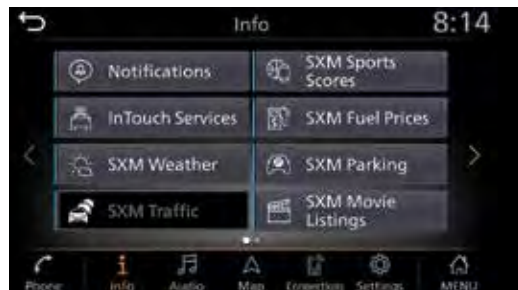 Info
8:14
Notifications
SXM Sports
Scores
InTouch Services
SXM Fuel Prices
SXM Weather
SXM Parking
SXM Traffic
SXM Movie
Listings
Phone
Info
Audio
Map
Connection
Settings
MENU